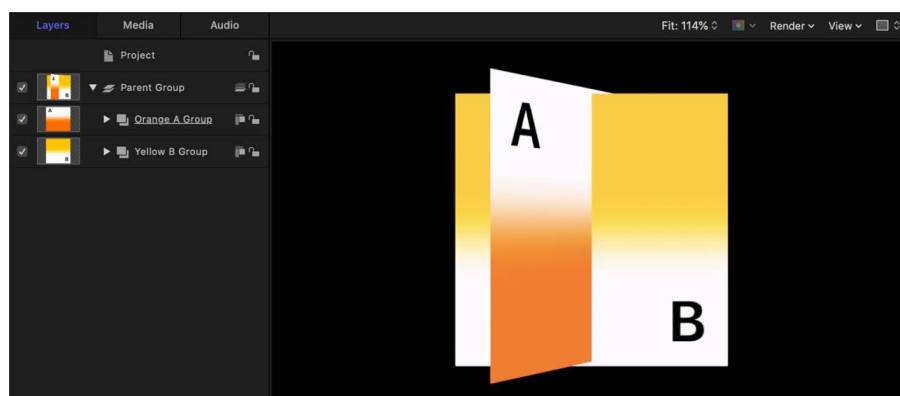 Layers Media Audio
Fit: 114% Render View
Project
Parent Group
Orange A Group
Yellow B Group
A
B